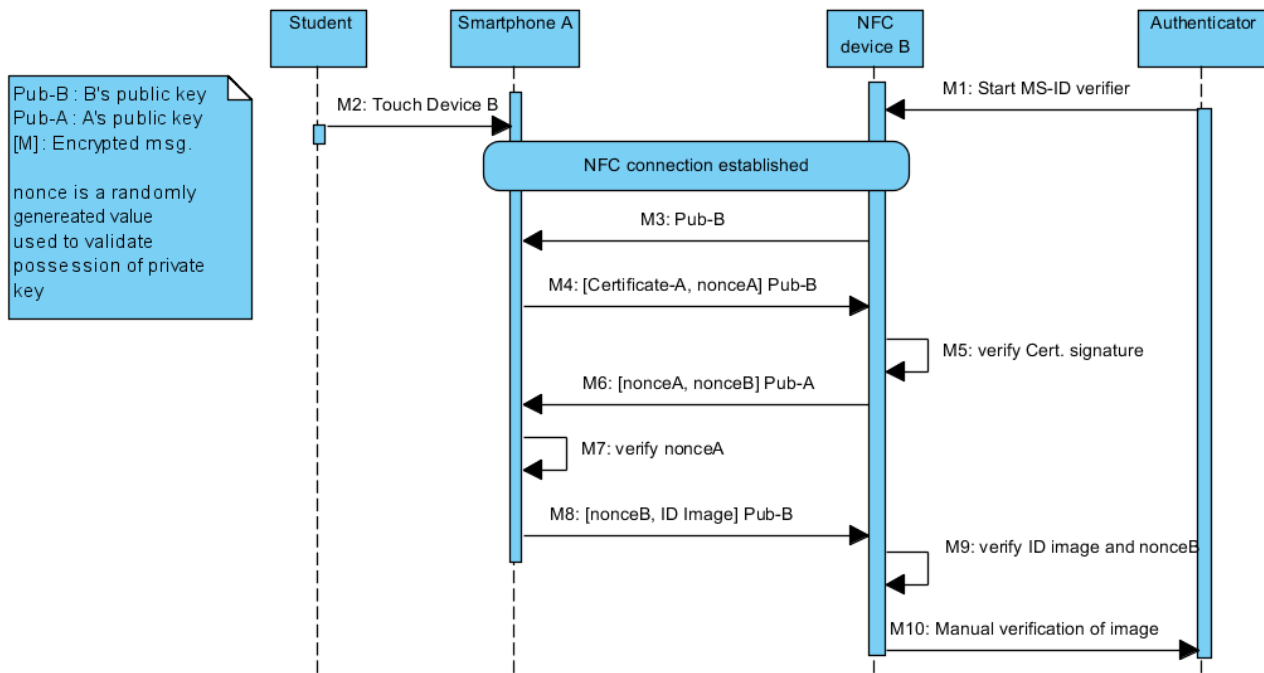 Student
Smartphone A
NFC
device B
Authenticator
Pub-B : B's public key
Pub-A : A's public key
[M] : Encrypted msg.
nonce is a randomly
genereated value
used to validate
possession of private
key
M1: Start MS-ID verifier
M2: Touch Device B
NFC connection established
M3: Pub-B
M4: [Certificate-A, nonceA] Pub-B
M5: verify Cert. signature
M6: [nonceA, nonceB] Pub-A
M7: verify nonceA
M8: [nonceB, ID Image] Pub-B
M9: verify ID image and nonceB
M10: Manual verification of image